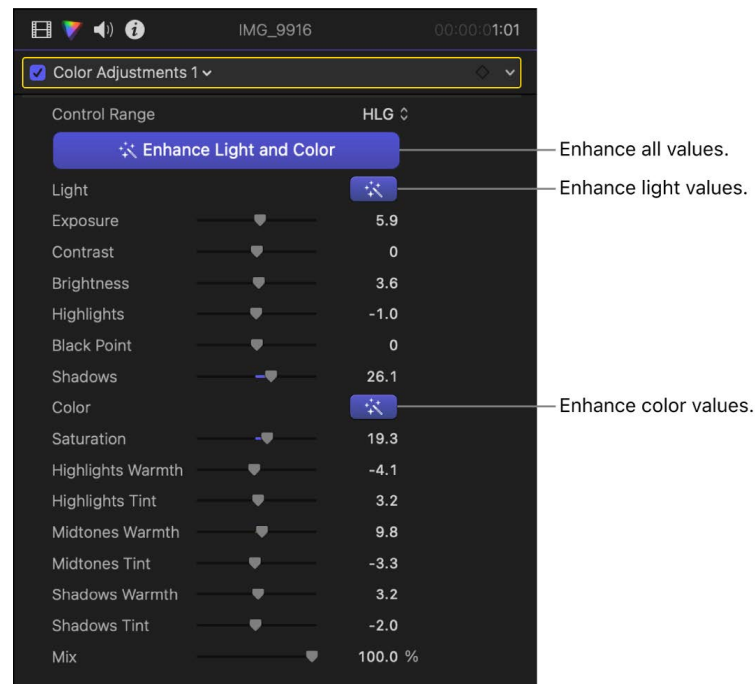 IMG_9916 00:00:01:01
Color Adjustments 1
Control Range HLG
Enhance Light and Color Enhance all values.
Light Enhance light values.
Exposure 5.9
Contrast 0
Brightness 3.6
Highlights -1.0
Black Point 0
Shadows 26.1
Color Enhance color values.
Saturation 19.3
Highlights Warmth -4.1
Highlights Tint 3.2
Midtones Warmth 9.8
Midtones Tint -3.3
Shadows Warmth 3.2
Shadows Tint -2.0
Mix 100.0 %